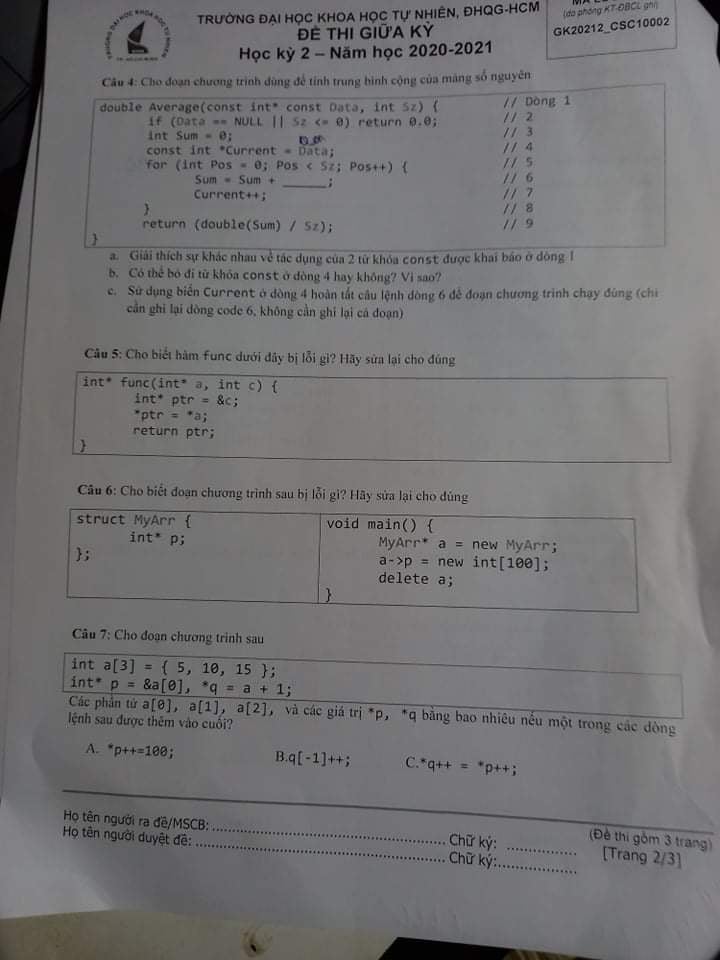 TRƯỜNG ĐẠI HỌC KHOA HỌC TỰ NHIÊN, ĐHQG-HCM
ĐỀ THI GIỮA KỲ
Học kỳ 2 – Năm học 2020-2021
(do phòng KT-ĐBCL ghi)
GK20212_CSC10002
Câu 4: Cho đoạn chương trình dùng để tính trung bình cộng của mảng số nguyên
double Average(const int* const Data, int Sz) { // Dòng 1
if (Data == NULL || Sz <= 0) return 0.0; // 2
int Sum = 0; // 3
const int *Current = Data; // 4
for (int Pos = 0; Pos < Sz; Pos++) { // 5
Sum = Sum + ______; // 6
Current++; // 7
} // 8
return (double(Sum) / Sz); // 9
}
a. Giải thích sự khác nhau về tác dụng của 2 từ khóa const được khai báo ở dòng 1
b. Có thể bỏ đi từ khóa const ở dòng 4 hay không? Vì sao?
c. Sử dụng biến Current ở dòng 4 hoàn tất câu lệnh dòng 6 để đoạn chương trình chạy đúng (chỉ
cần ghi lại dòng code 6, không cần ghi lại cả đoạn)
Câu 5: Cho biết hàm func dưới đây bị lỗi gì? Hãy sửa lại cho đúng
int* func(int* a, int c) {
int* ptr = &c;
*ptr = *a;
return ptr;
}
Câu 6: Cho biết đoạn chương trình sau bị lỗi gì? Hãy sửa lại cho đúng
struct MyArr {
int* p;
};
void main() {
MyArr* a = new MyArr;
a->p = new int[100];
delete a;
}
Câu 7: Cho đoạn chương trình sau
int a[3] = { 5, 10, 15 };
int* p = &a[0], *q = a + 1;
Các phần tử a[0], a[1], a[2], và các giá trị *p, *q bằng bao nhiêu nếu một trong các dòng
lệnh sau được thêm vào cuối?
A. *p++=100; B.q[-1]++; C.*q++ = *p++;
Họ tên người ra đề/MSCB: ........................................ Chữ ký: ..............
Họ tên người duyệt đề: ........................................ Chữ ký:..............
(Đề thi gồm 3 trang)
[Trang 2/3]